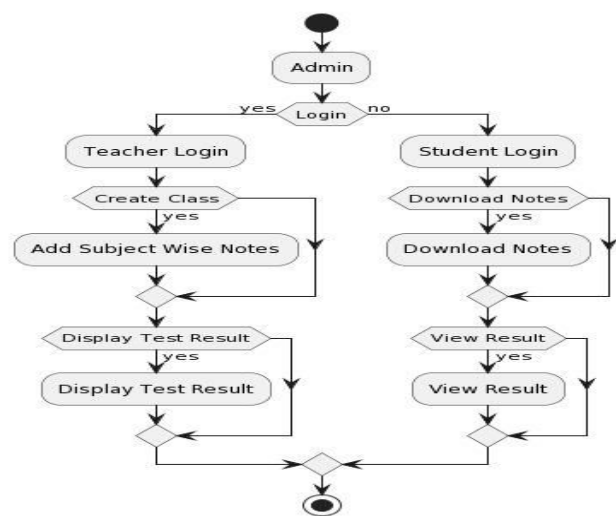 Admin
yes
Login
no
Teacher Login
Student Login
Create Class
Download Notes
yes
yes
Add Subject Wise Notes
Download Notes
Display Test Result
View Result
yes
yes
Display Test Result
View Result